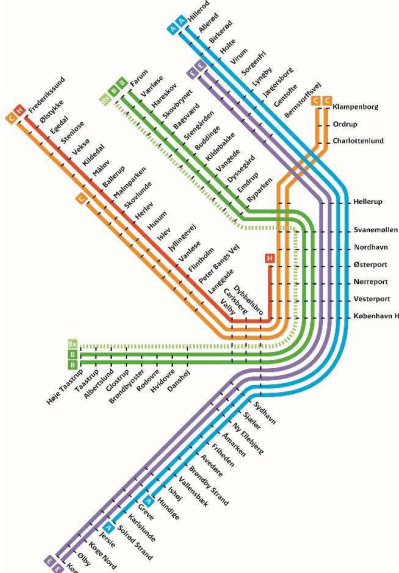 A
A
Hillerød
Allerød
Birkerød
Holte
Virum
Sorgenfri
Lyngby
Jægersborg
Gentofte
Bernstorffsvej
E
E
C
C
Klampenborg
Ordrup
Charlottenlund
Bx
B
B
Farum
Værløse
Hareskov
Skovbrynet
Bagsværd
Stengården
Buddinge
Kildebakke
Vangede
Dyssegård
Emdrup
Ryparken
C
H
Frederikssund
Ølstykke
Egedal
Stenløse
Veksø
Kildedal
Måløv
Ballerup
Malmparken
Skovlunde
Herlev
Husum
Islev
Jyllingevej
Vanløse
Flintholm
Peter Bangs Vej
Langgade
Valby
Carlsberg
Dybbølsbro
C
H
Hellerup
Svanemøllen
Nordhavn
Østerport
Nørreport
Vesterport
København H
Bx
B
B
Høje Taastrup
Taastrup
Albertslund
Glostrup
Brøndbyøster
Rødovre
Hvidovre
Danshøj
Sydhavn
Sjælør
Ny Ellebjerg
Åmarken
Friheden
Avedøre
Brøndby Strand
Vallensbæk
Ishøj
Hundige
A
Greve
Karlslunde
Solrød Strand
A
Jersie
Køge Nord
Ølby
E
E